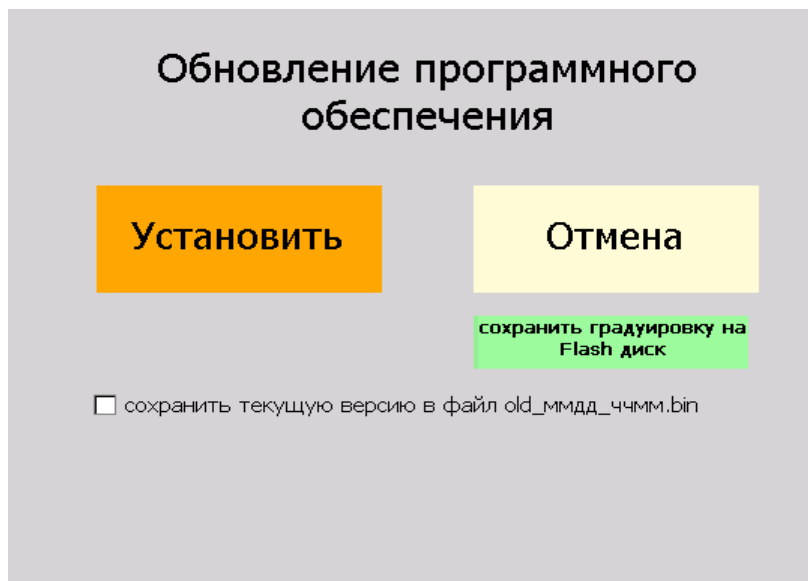 Обновление программного
обеспечения
Установить
Отмена
сохранить градуировку на
Flash диск
сохранить текущую версию в файл old_ммдд_ччмм.bin